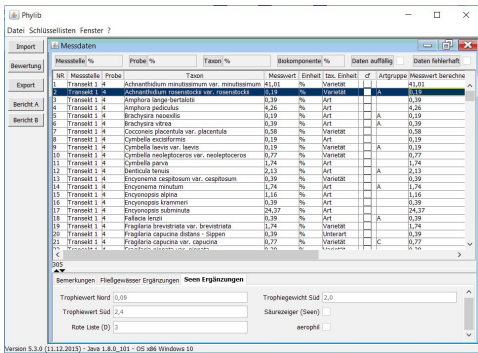 Phylib
Datei Schlüssellisten Fenster ?
Import
Bewertung
Export
Bericht A
Bericht B
Messdaten
Messstelle % Probe % Taxon % Biokomponente % Daten auffällig Daten fehlerhaft
NR Messstelle Probe Taxon Messwert Einheit tax. Einheit cf Artgruppe Messwert berechne
1 Transekt 1 4 Achnanthidium minutissimum var. minutissimum 41,01 % Varietät 41,01
2 Transekt 1 4 Achnanthidium rosenstockii var. rosenstockii 0,19 % Varietät A 0,19
3 Transekt 1 4 Amphora lange-bertalotii 0,39 % Art 0,39
4 Transekt 1 4 Amphora pediculus 4,26 % Art 4,26
5 Transekt 1 4 Brachysira neoexilis 0,19 % Art A 0,19
6 Transekt 1 4 Brachysira vitrea 0,39 % Art A 0,39
7 Transekt 1 4 Cocconeis placentula var. placentula 0,58 % Varietät 0,58
8 Transekt 1 4 Cymbella excisiformis 0,19 % Art 0,19
9 Transekt 1 4 Cymbella laevis var. laevis 0,19 % Varietät A 0,19
10 Transekt 1 4 Cymbella neoleptoceros var. neoleptoceros 0,77 % Varietät 0,77
11 Transekt 1 4 Cymbella parva 1,74 % Art 1,74
12 Transekt 1 4 Denticula tenuis 2,13 % Art A 2,13
13 Transekt 1 4 Encyonema cespitosum var. cespitosum 0,39 % Varietät 0,39
14 Transekt 1 4 Encyonema minutum 1,74 % Art A 1,74
15 Transekt 1 4 Encyonopsis alpina 1,16 % Art 1,16
16 Transekt 1 4 Encyonopsis krammeri 0,39 % Art 0,39
17 Transekt 1 4 Encyonopsis subminuta 24,37 % Art 24,37
18 Transekt 1 4 Fallacia lenzii 0,39 % Art A 0,39
19 Transekt 1 4 Fragilaria brevistriata var. brevistriata 1,74 % Varietät 1,74
20 Transekt 1 4 Fragilaria capucina distans - Sippen 0,39 % Unterart 0,39
21 Transekt 1 4 Fragilaria capucina var. capucina 0,77 % Varietät C 0,77
305
Bemerkungen Fließgewässer Ergänzungen Seen Ergänzungen
Trophiewert Nord 0,09 Trophiegewicht Süd 2,0
Trophiewert Süd 2,4 Säurezeiger (Seen)
Rote Liste (D) 3 aerophil
Version 5.3.0 (11.12.2015) - Java 1.8.0_101 - OS x86 Windows 10